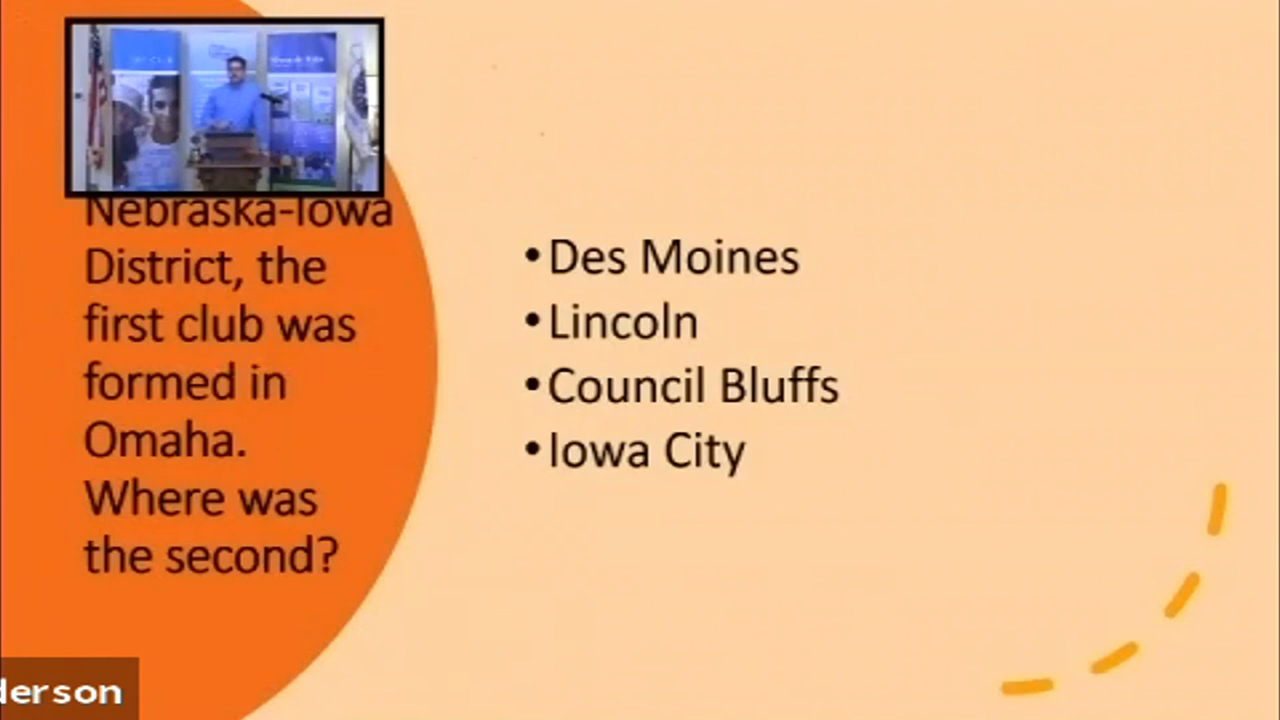 Nebraska-Iowa
District, the
first club was
formed in
Omaha.
Where was
the second?
•Des Moines
•Lincoln
•Council Bluffs
•Iowa City
derson